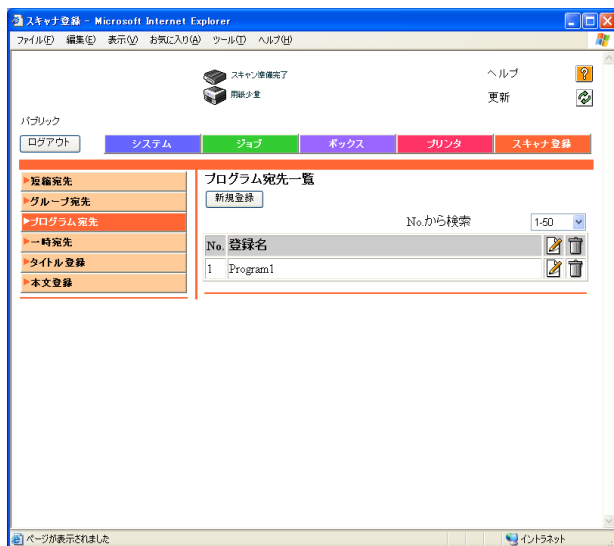 スキャナ登録 - Microsoft Internet Explorer
ファイル(F) 編集(E) 表示(V) お気に入り(A) ツール(T) ヘルプ(H)
スキャン準備完了
ヘルプ ?
用紙少量
更新
パブリック
ログアウト システム ジョブ ボックス プリンタ スキャナ登録
短縮宛先
グループ宛先
プログラム宛先
一時宛先
タイトル登録
本文登録
プログラム宛先一覧
新規登録
No.から検索 1-50
No. 登録名
1 Program1
ページが表示されました イントラネット